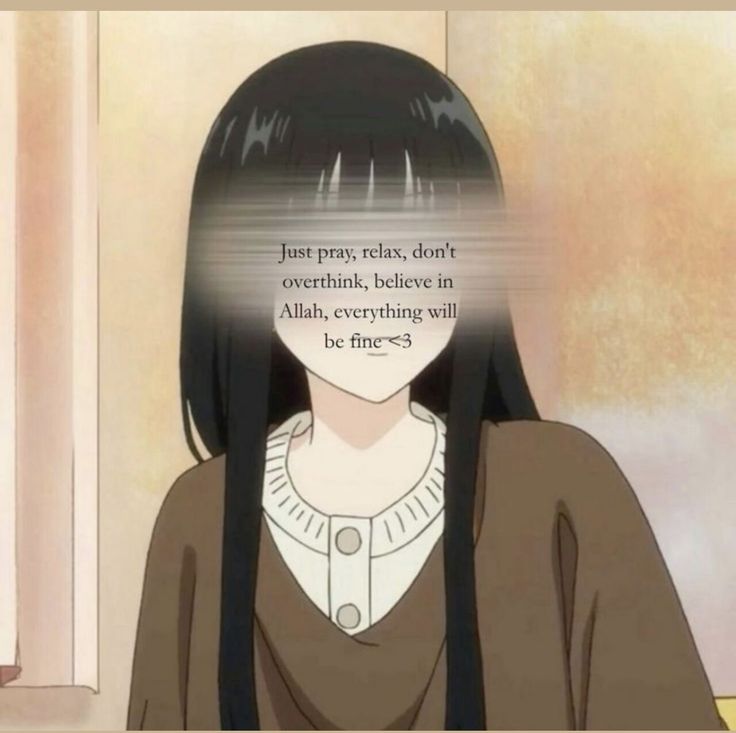 Just pray, relax, don't
overthink, believe in
Allah, everything will
be fine <3